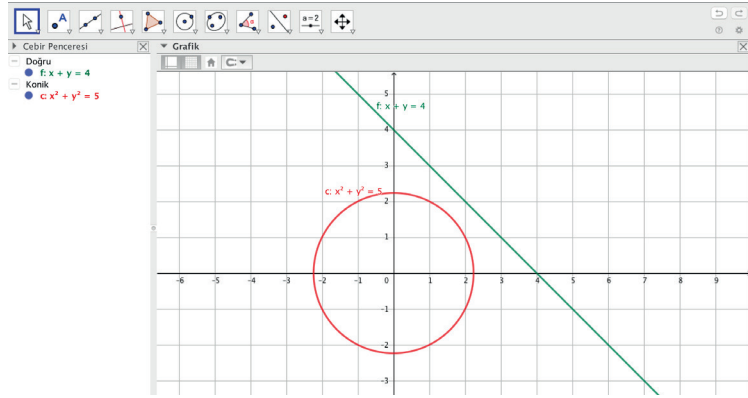 A
a = 2
Cebir Penceresi
Doğru
f: x + y = 4
Konik
c: x² + y² = 5
Grafik
5
f: x + y = 4
4
3
c: x² + y² = 5
2
1
-6 -5 -4 -3 -2 -1 0 1 2 3 4 5 6 7 8 9
-1
-2
-3